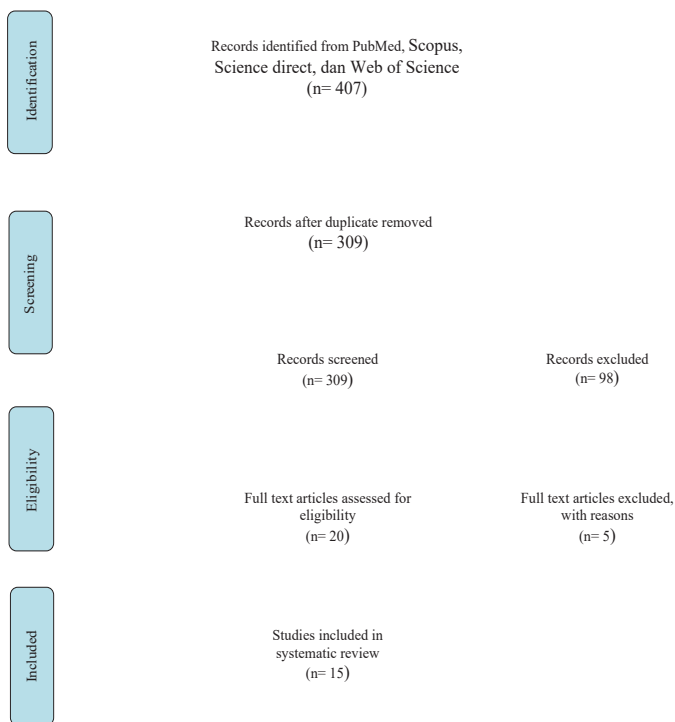 Identification
Records identified from PubMed, Scopus,
Science direct, dan Web of Science
(n= 407)
Screening
Records after duplicate removed
(n= 309)
Records screened
(n= 309)
Records excluded
(n= 98)
Eligibility
Full text articles assessed for
eligibility
(n= 20)
Full text articles excluded,
with reasons
(n= 5)
Included
Studies included in
systematic review
(n= 15)